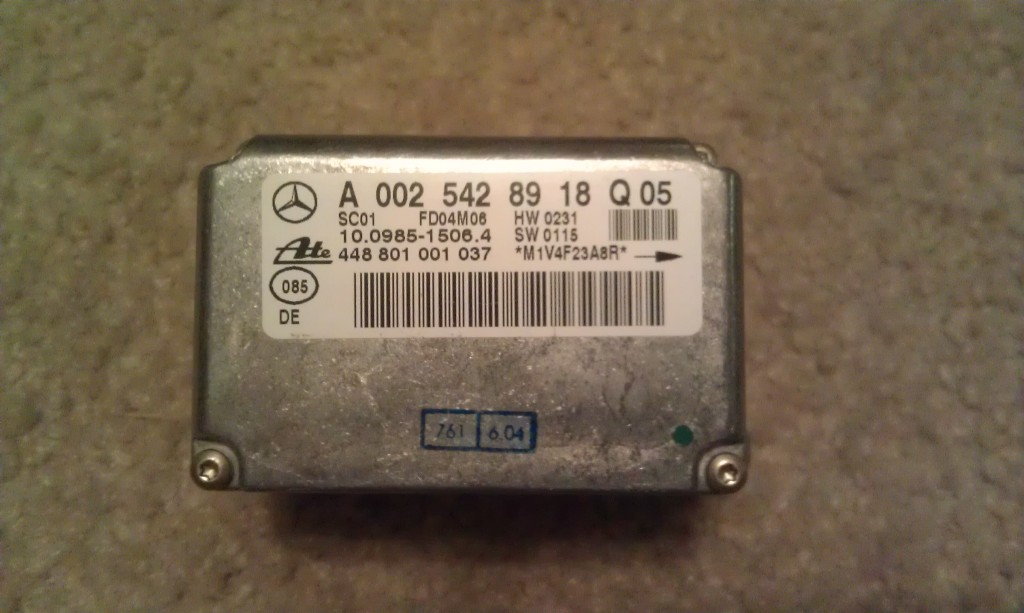 A 002 542 89 18 Q 05
SC01 FD04M06 HW 0231
10.0985-1506.4 SW 0115
Ate 448 801 001 037 *M1V4F23A8R*
085
DE
761 6.04